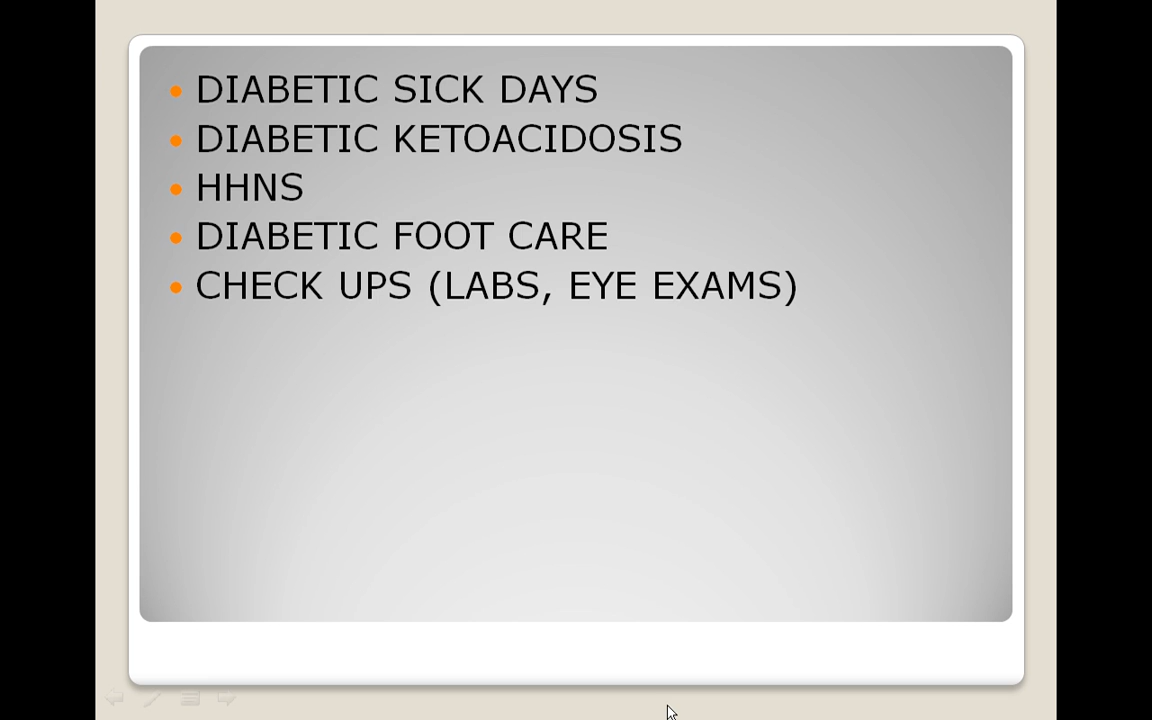 DIABETIC SICK DAYS
DIABETIC KETOACIDOSIS
HHNS
DIABETIC FOOT CARE
CHECK UPS (LABS, EYE EXAMS)